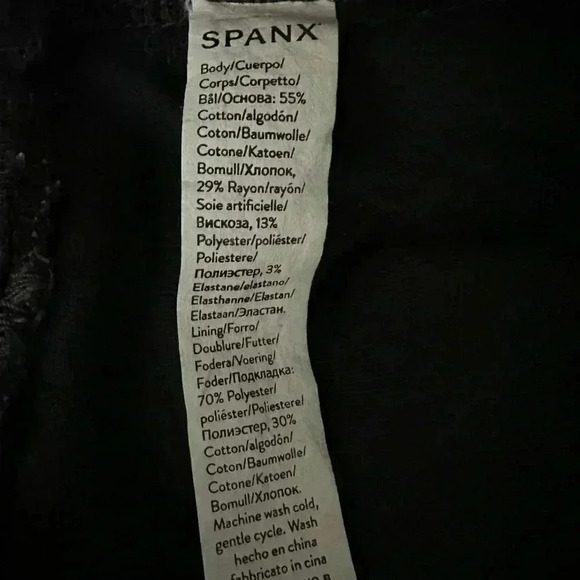 SPANX
Body/Cuerpo/
Corps/Corpetto/
Bål/Основа: 55%
Cotton/algodón/
Coton/Baumwolle/
Cotone/Katoen/
Bomull/Хлопок,
29% Rayon/rayón/
Soie artificielle/
Вискоза, 13%
Polyester/poliéster/
Poliestere/
Полиэстер, 3%
Elastane/elastano/
Elasthanne/Elastan/
Elastaan/Эластан.
Lining/Forro/
Doublure/Futter/
Fodera/Voering/
Foder/Подкладка:
70% Polyester/
poliéster/Poliestere/
Полиэстер, 30%
Cotton/algodón/
Coton/Baumwolle/
Cotone/Katoen/
Bomull/Хлопок.
Machine wash cold,
gentle cycle. Wash
hecho en china
fabbricato in cina